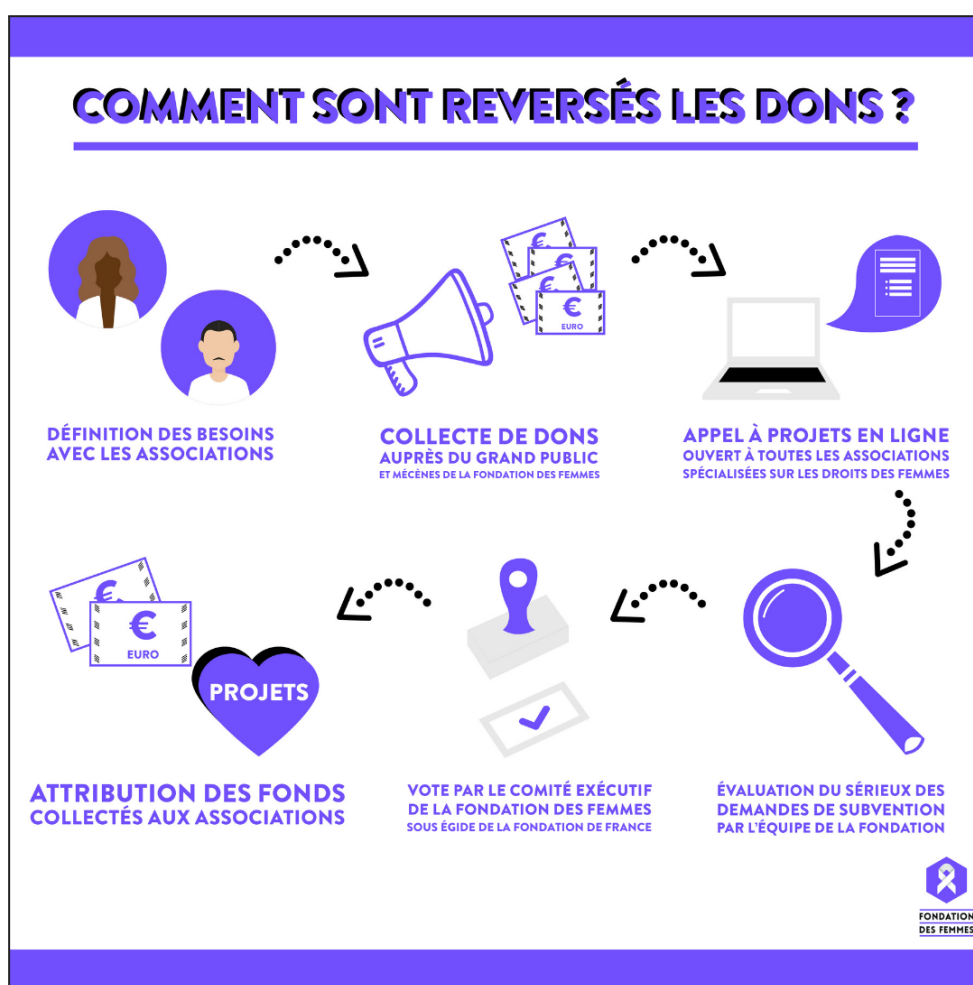 COMMENT SONT REVERSÉS LES DONS ?
DÉFINITION DES BESOINS
AVEC LES ASSOCIATIONS
€
€
€
€
EURO
COLLECTE DE DONS
AUPRÈS DU GRAND PUBLIC
ET MÉCÈNES DE LA FONDATION DES FEMMES
APPEL À PROJETS EN LIGNE
OUVERT À TOUTES LES ASSOCIATIONS
SPÉCIALISÉES SUR LES DROITS DES FEMMES
ÉVALUATION DU SÉRIEUX DES
DEMANDES DE SUBVENTION
PAR L'ÉQUIPE DE LA FONDATION
VOTE PAR LE COMITÉ EXÉCUTIF
DE LA FONDATION DES FEMMES
SOUS ÉGIDE DE LA FONDATION DE FRANCE
€
€
EURO
PROJETS
ATTRIBUTION DES FONDS
COLLECTÉS AUX ASSOCIATIONS
FONDATION
DES FEMMES